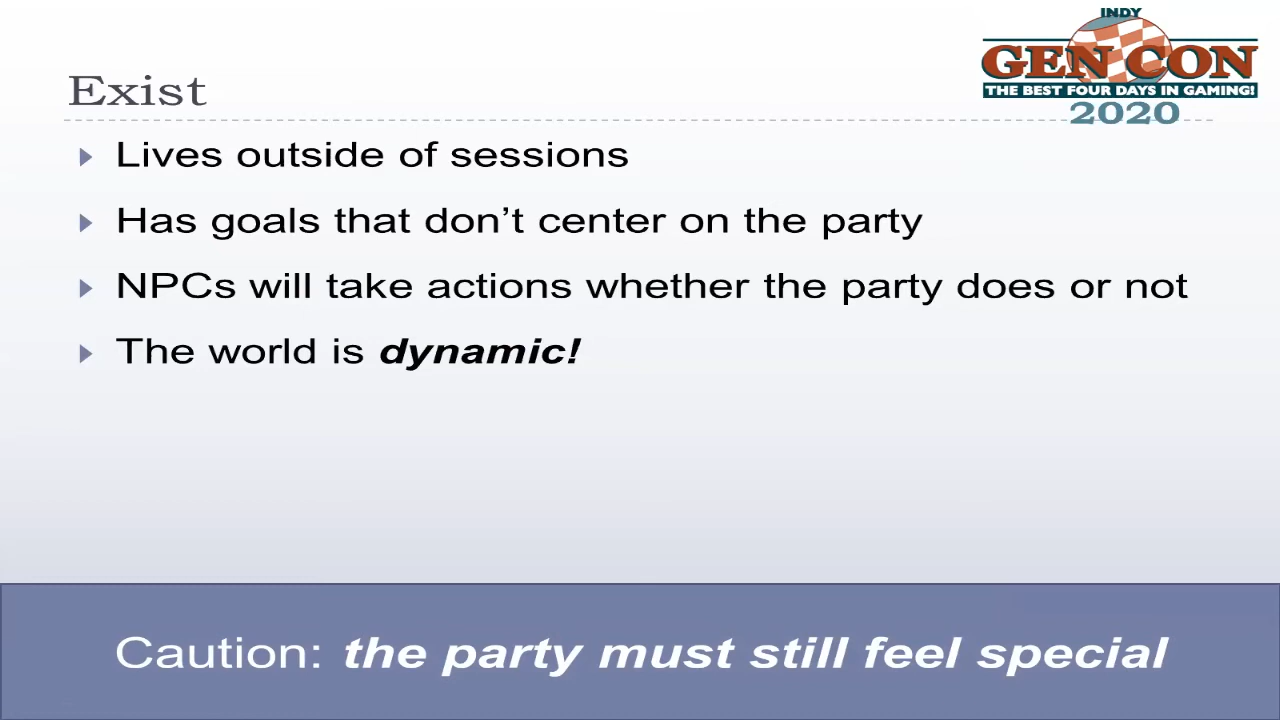 INDY
GEN CON
THE BEST FOUR DAYS IN GAMING!
2020
Exist
Lives outside of sessions
Has goals that don’t center on the party
NPCs will take actions whether the party does or not
The world is dynamic!
Caution: the party must still feel special